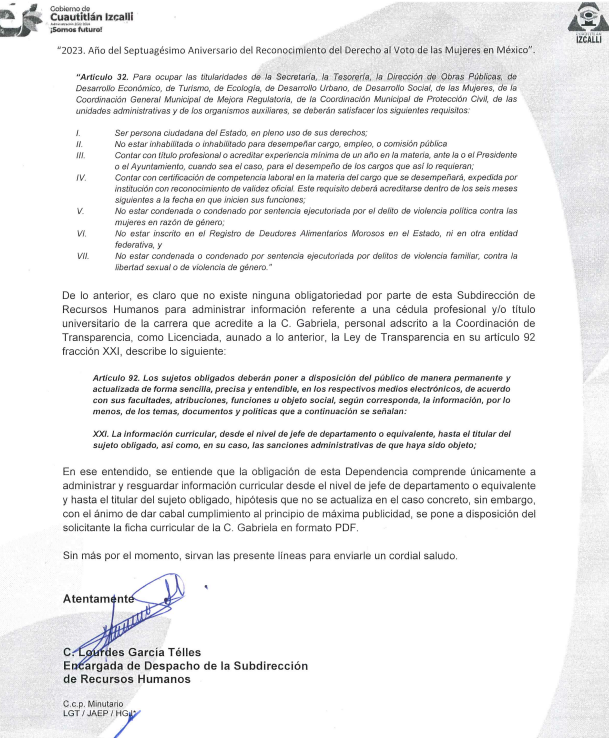 Gobierno de
Cuautitlán Izcalli
¡Somos futuro!
IZCALLI
"2023. Año del Septuagésimo Aniversario del Reconocimiento del Derecho al Voto de las Mujeres en México".
"Artículo 32. Para ocupar las titularidades de la Secretaría, la Tesorería, la Dirección de Obras Públicas, de
Desarrollo Económico, de Turismo, de Ecología, de Desarrollo Urbano, de Desarrollo Social, de las Mujeres, de la
Coordinación General Municipal de Mejora Regulatoria, de la Coordinación Municipal de Protección Civil, de las
unidades administrativas y de los organismos auxiliares, se deberán satisfacer los siguientes requisitos:
I. Ser persona ciudadana del Estado, en pleno uso de sus derechos;
II. No estar inhabilitada o inhabilitado para desempeñar cargo, empleo, o comisión pública
III. Contar con título profesional o acreditar experiencia mínima de un año en la materia, ante la o el Presidente
o el Ayuntamiento, cuando sea el caso, para el desempeño de los cargos que así lo requieran;
IV. Contar con certificación de competencia laboral en la materia del cargo que se desempeñará, expedida por
institución con reconocimiento de validez oficial. Este requisito deberá acreditarse dentro de los seis meses
siguientes a la fecha en que inicien sus funciones;
V. No estar condenada o condenado por sentencia ejecutoriada por el delito de violencia política contra las
mujeres en razón de género;
VI. No estar inscrito en el Registro de Deudores Alimentarios Morosos en el Estado, ni en otra entidad
federativa, y
VII. No estar condenada o condenado por sentencia ejecutoriada por delitos de violencia familiar, contra la
libertad sexual o de violencia de género."
De lo anterior, es claro que no existe ninguna obligatoriedad por parte de esta Subdirección de
Recursos Humanos para administrar información referente a una cédula profesional y/o título
universitario de la carrera que acredite a la C. Gabriela, personal adscrito a la Coordinación de
Transparencia, como Licenciada, aunado a lo anterior, la Ley de Transparencia en su artículo 92
fracción XXI, describe lo siguiente:
Artículo 92. Los sujetos obligados deberán poner a disposición del público de manera permanente y
actualizada de forma sencilla, precisa y entendible, en los respectivos medios electrónicos, de acuerdo
con sus facultades, atribuciones, funciones u objeto social, según corresponda, la información, por lo
menos, de los temas, documentos y políticas que a continuación se señalan:
XXI. La información curricular, desde el nivel de jefe de departamento o equivalente, hasta el titular del
sujeto obligado, así como, en su caso, las sanciones administrativas de que haya sido objeto;
En ese entendido, se entiende que la obligación de esta Dependencia comprende únicamente a
administrar y resguardar información curricular desde el nivel de jefe de departamento o equivalente
y hasta el titular del sujeto obligado, hipótesis que no se actualiza en el caso concreto, sin embargo,
con el ánimo de dar cabal cumplimiento al principio de máxima publicidad, se pone a disposición del
solicitante la ficha curricular de la C. Gabriela en formato PDF.
Sin más por el momento, sirvan las presente líneas para enviarle un cordial saludo.
Atentamente
C. Lourdes García Télles
Encargada de Despacho de la Subdirección
de Recursos Humanos
C.c.p. Minutario
LGT / JAEP / HGJ*